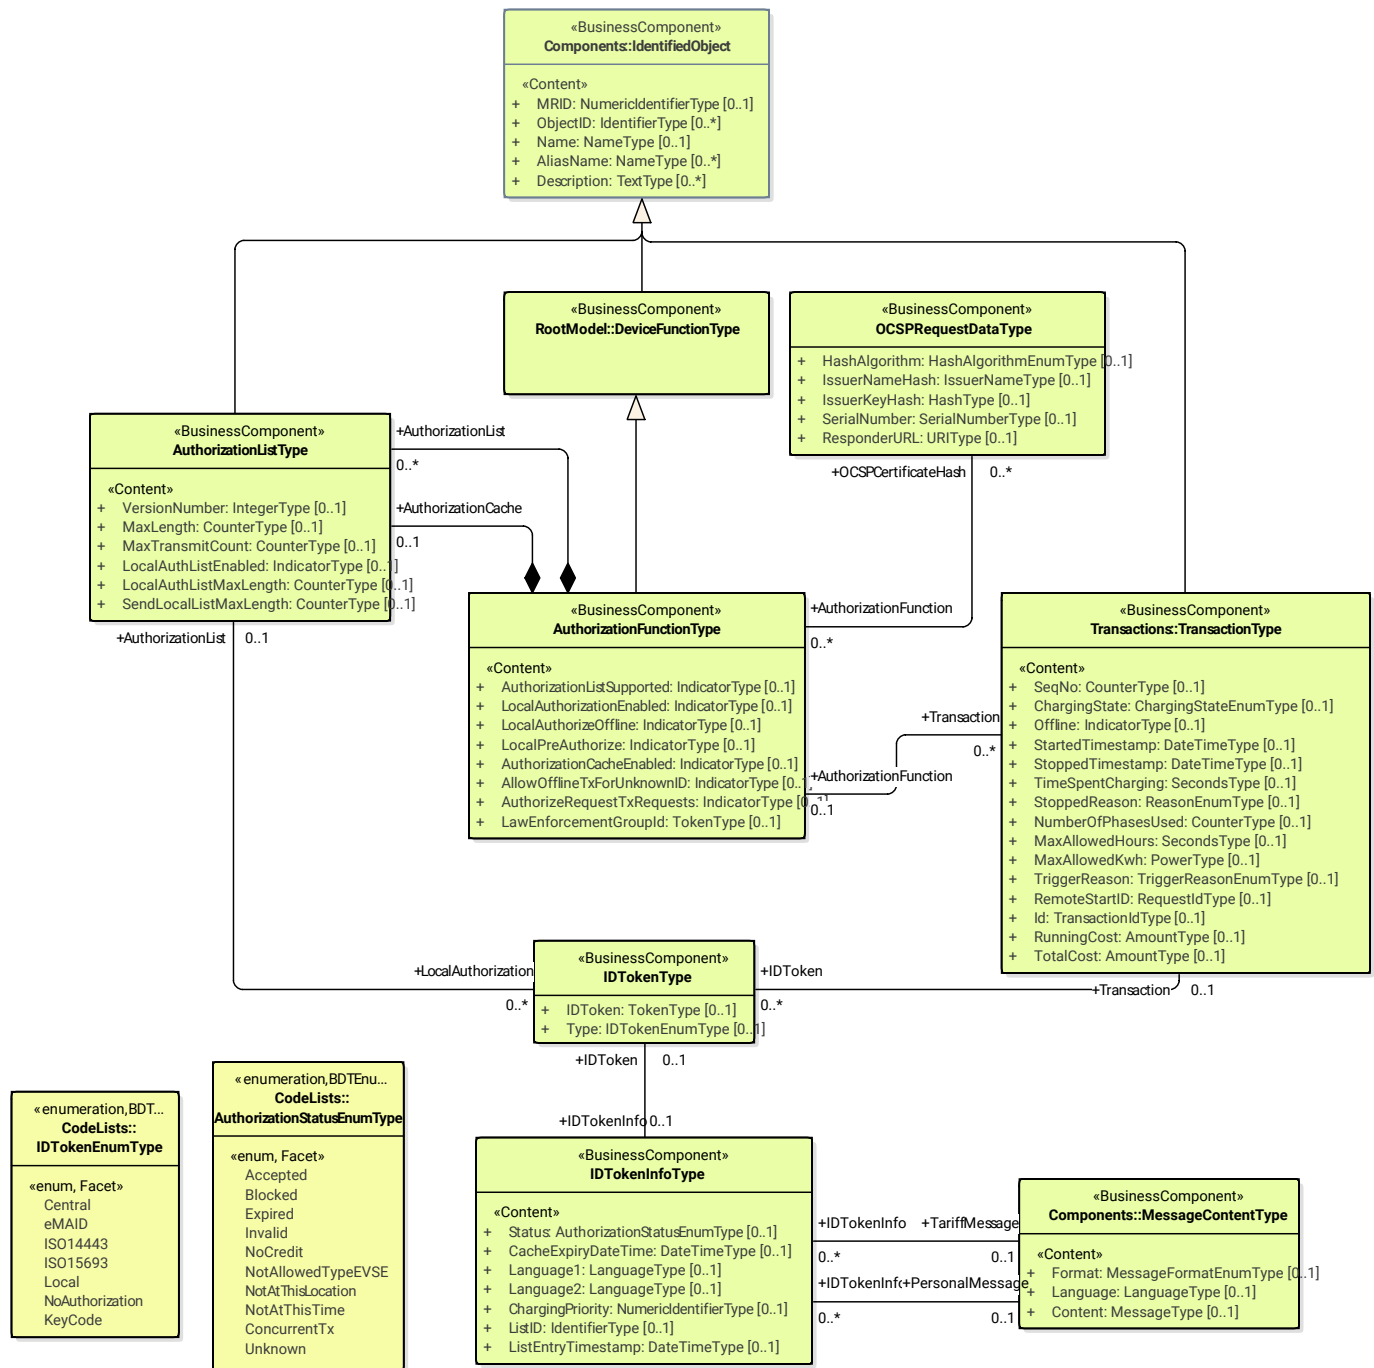 «BusinessComponent»
Components::IdentifiedObject
«Content»
+ MRID: NumericIdentifierType [0..1]
+ ObjectID: IdentifierType [0..*]
+ Name: NameType [0..1]
+ AliasName: NameType [0..*]
+ Description: TextType [0..*]
«BusinessComponent»
RootModel::DeviceFunctionType
«BusinessComponent»
OCSPRequestDataType
+ HashAlgorithm: HashAlgorithmEnumType [0..1]
+ IssuerNameHash: IssuerNameType [0..1]
+ IssuerKeyHash: HashType [0..1]
+ SerialNumber: SerialNumberType [0..1]
+ ResponderURL: URIType [0..1]
+OCSPCertificateHash 0..*
«BusinessComponent»
AuthorizationListType
«Content»
+ VersionNumber: IntegerType [0..1]
+ MaxLength: CounterType [0..1]
+ MaxTransmitCount: CounterType [0..1]
+ LocalAuthListEnabled: IndicatorType [0..1]
+ LocalAuthListMaxLength: CounterType [0..1]
+ SendLocalListMaxLength: CounterType [0..1]
+AuthorizationList
0..*
+AuthorizationCache
0..1
+AuthorizationList 0..1
«BusinessComponent»
AuthorizationFunctionType
«Content»
+ AuthorizationListSupported: IndicatorType [0..1]
+ LocalAuthorizationEnabled: IndicatorType [0..1]
+ LocalAuthorizeOffline: IndicatorType [0..1]
+ LocalPreAuthorize: IndicatorType [0..1]
+ AuthorizationCacheEnabled: IndicatorType [0..1]
+ AllowOfflineTxForUnknownID: IndicatorType [0..1]
+ AuthorizeRequestTxRequests: IndicatorType [0..1]
+ LawEnforcementGroupId: TokenType [0..1]
+AuthorizationFunction
0..*
+Transaction
0..*
+AuthorizationFunction
0..1
«BusinessComponent»
Transactions::TransactionType
«Content»
+ SeqNo: CounterType [0..1]
+ ChargingState: ChargingStateEnumType [0..1]
+ Offline: IndicatorType [0..1]
+ StartedTimestamp: DateTimeType [0..1]
+ StoppedTimestamp: DateTimeType [0..1]
+ TimeSpentCharging: SecondsType [0..1]
+ StoppedReason: ReasonEnumType [0..1]
+ NumberOfPhasesUsed: CounterType [0..1]
+ MaxAllowedHours: SecondsType [0..1]
+ MaxAllowedKwh: PowerType [0..1]
+ TriggerReason: TriggerReasonEnumType [0..1]
+ RemoteStartID: RequestIdType [0..1]
+ Id: TransactionIdType [0..1]
+ RunningCost: AmountType [0..1]
+ TotalCost: AmountType [0..1]
+LocalAuthorization
0..*
«BusinessComponent»
IDTokenType
+ IDToken: TokenType [0..1]
+ Type: IDTokenEnumType [0..1]
+IDToken
0..*
+Transaction 0..1
+IDToken 0..1
+IDTokenInfo 0..1
«enumeration,BDT...
CodeLists::
IDTokenEnumType
«enum, Facet»
Central
eMAID
ISO14443
ISO15693
Local
NoAuthorization
KeyCode
«enumeration,BDTEnu...
CodeLists::
AuthorizationStatusEnumType
«enum, Facet»
Accepted
Blocked
Expired
Invalid
NoCredit
NotAllowedTypeEVSE
NotAtThisLocation
NotAtThisTime
ConcurrentTx
Unknown
«BusinessComponent»
IDTokenInfoType
«Content»
+ Status: AuthorizationStatusEnumType [0..1]
+ CacheExpiryDateTime: DateTimeType [0..1]
+ Language1: LanguageType [0..1]
+ Language2: LanguageType [0..1]
+ ChargingPriority: NumericIdentifierType [0..1]
+ ListID: IdentifierType [0..1]
+ ListEntryTimestamp: DateTimeType [0..1]
+IDTokenInfo +TariffMessage
0..* 0..1
+IDTokenInfo +PersonalMessage
0..* 0..1
«BusinessComponent»
Components::MessageContentType
«Content»
+ Format: MessageFormatEnumType [0..1]
+ Language: LanguageType [0..1]
+ Content: MessageType [0..1]